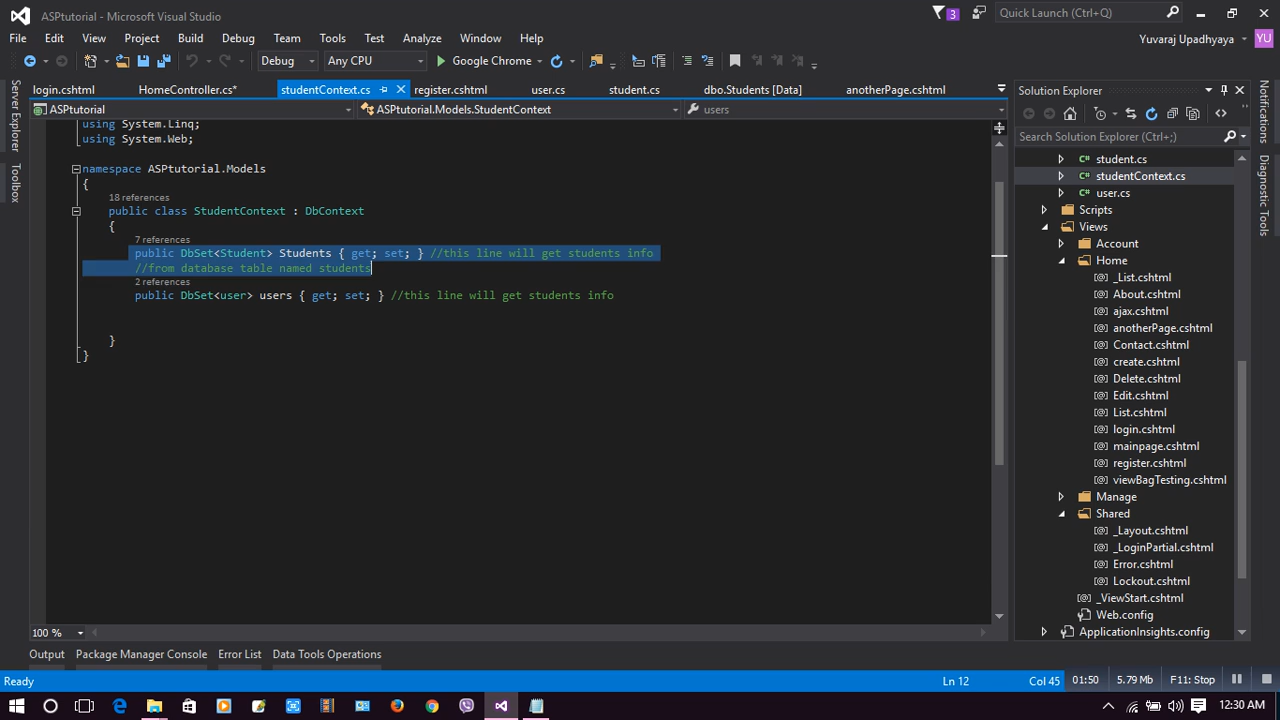 ASPtutorial - Microsoft Visual Studio
3
Quick Launch (Ctrl+Q)
File Edit View Project Build Debug Team Tools Test Analyze Window Help
Yuvaraj Upadhyaya
YU
Debug
Any CPU
Google Chrome
Server Explorer
Toolbox
login.cshtml
HomeController.cs*
studentContext.cs
register.cshtml
user.cs
student.cs
dbo.Students [Data]
anotherPage.cshtml
ASPtutorial
ASPtutorial.Models.StudentContext
users
using System.Linq;
using System.Web;
namespace ASPtutorial.Models
{
18 references
public class StudentContext : DbContext
{
7 references
public DbSet<Student> Students { get; set; } //this line will get students info
//from database table named students
2 references
public DbSet<user> users { get; set; } //this line will get students info
}
}
100 %
Solution Explorer
Search Solution Explorer (Ctrl+;)
C# student.cs
C# studentContext.cs
C# user.cs
Scripts
Views
Account
Home
[@] _List.cshtml
[@] About.cshtml
[@] ajax.cshtml
[@] anotherPage.cshtml
[@] Contact.cshtml
[@] create.cshtml
[@] Delete.cshtml
[@] Edit.cshtml
[@] List.cshtml
[@] login.cshtml
[@] mainpage.cshtml
[@] register.cshtml
[@] viewBagTesting.cshtml
Manage
Shared
[@] _Layout.cshtml
[@] _LoginPartial.cshtml
[@] Error.cshtml
[@] Lockout.cshtml
[@] _ViewStart.cshtml
Web.config
ApplicationInsights.config
Notifications
Diagnostic Tools
Output Package Manager Console Error List Data Tools Operations
Ready
Ln 12
Col 45
01:50
5.79 Mb
F11: Stop
12:30 AM